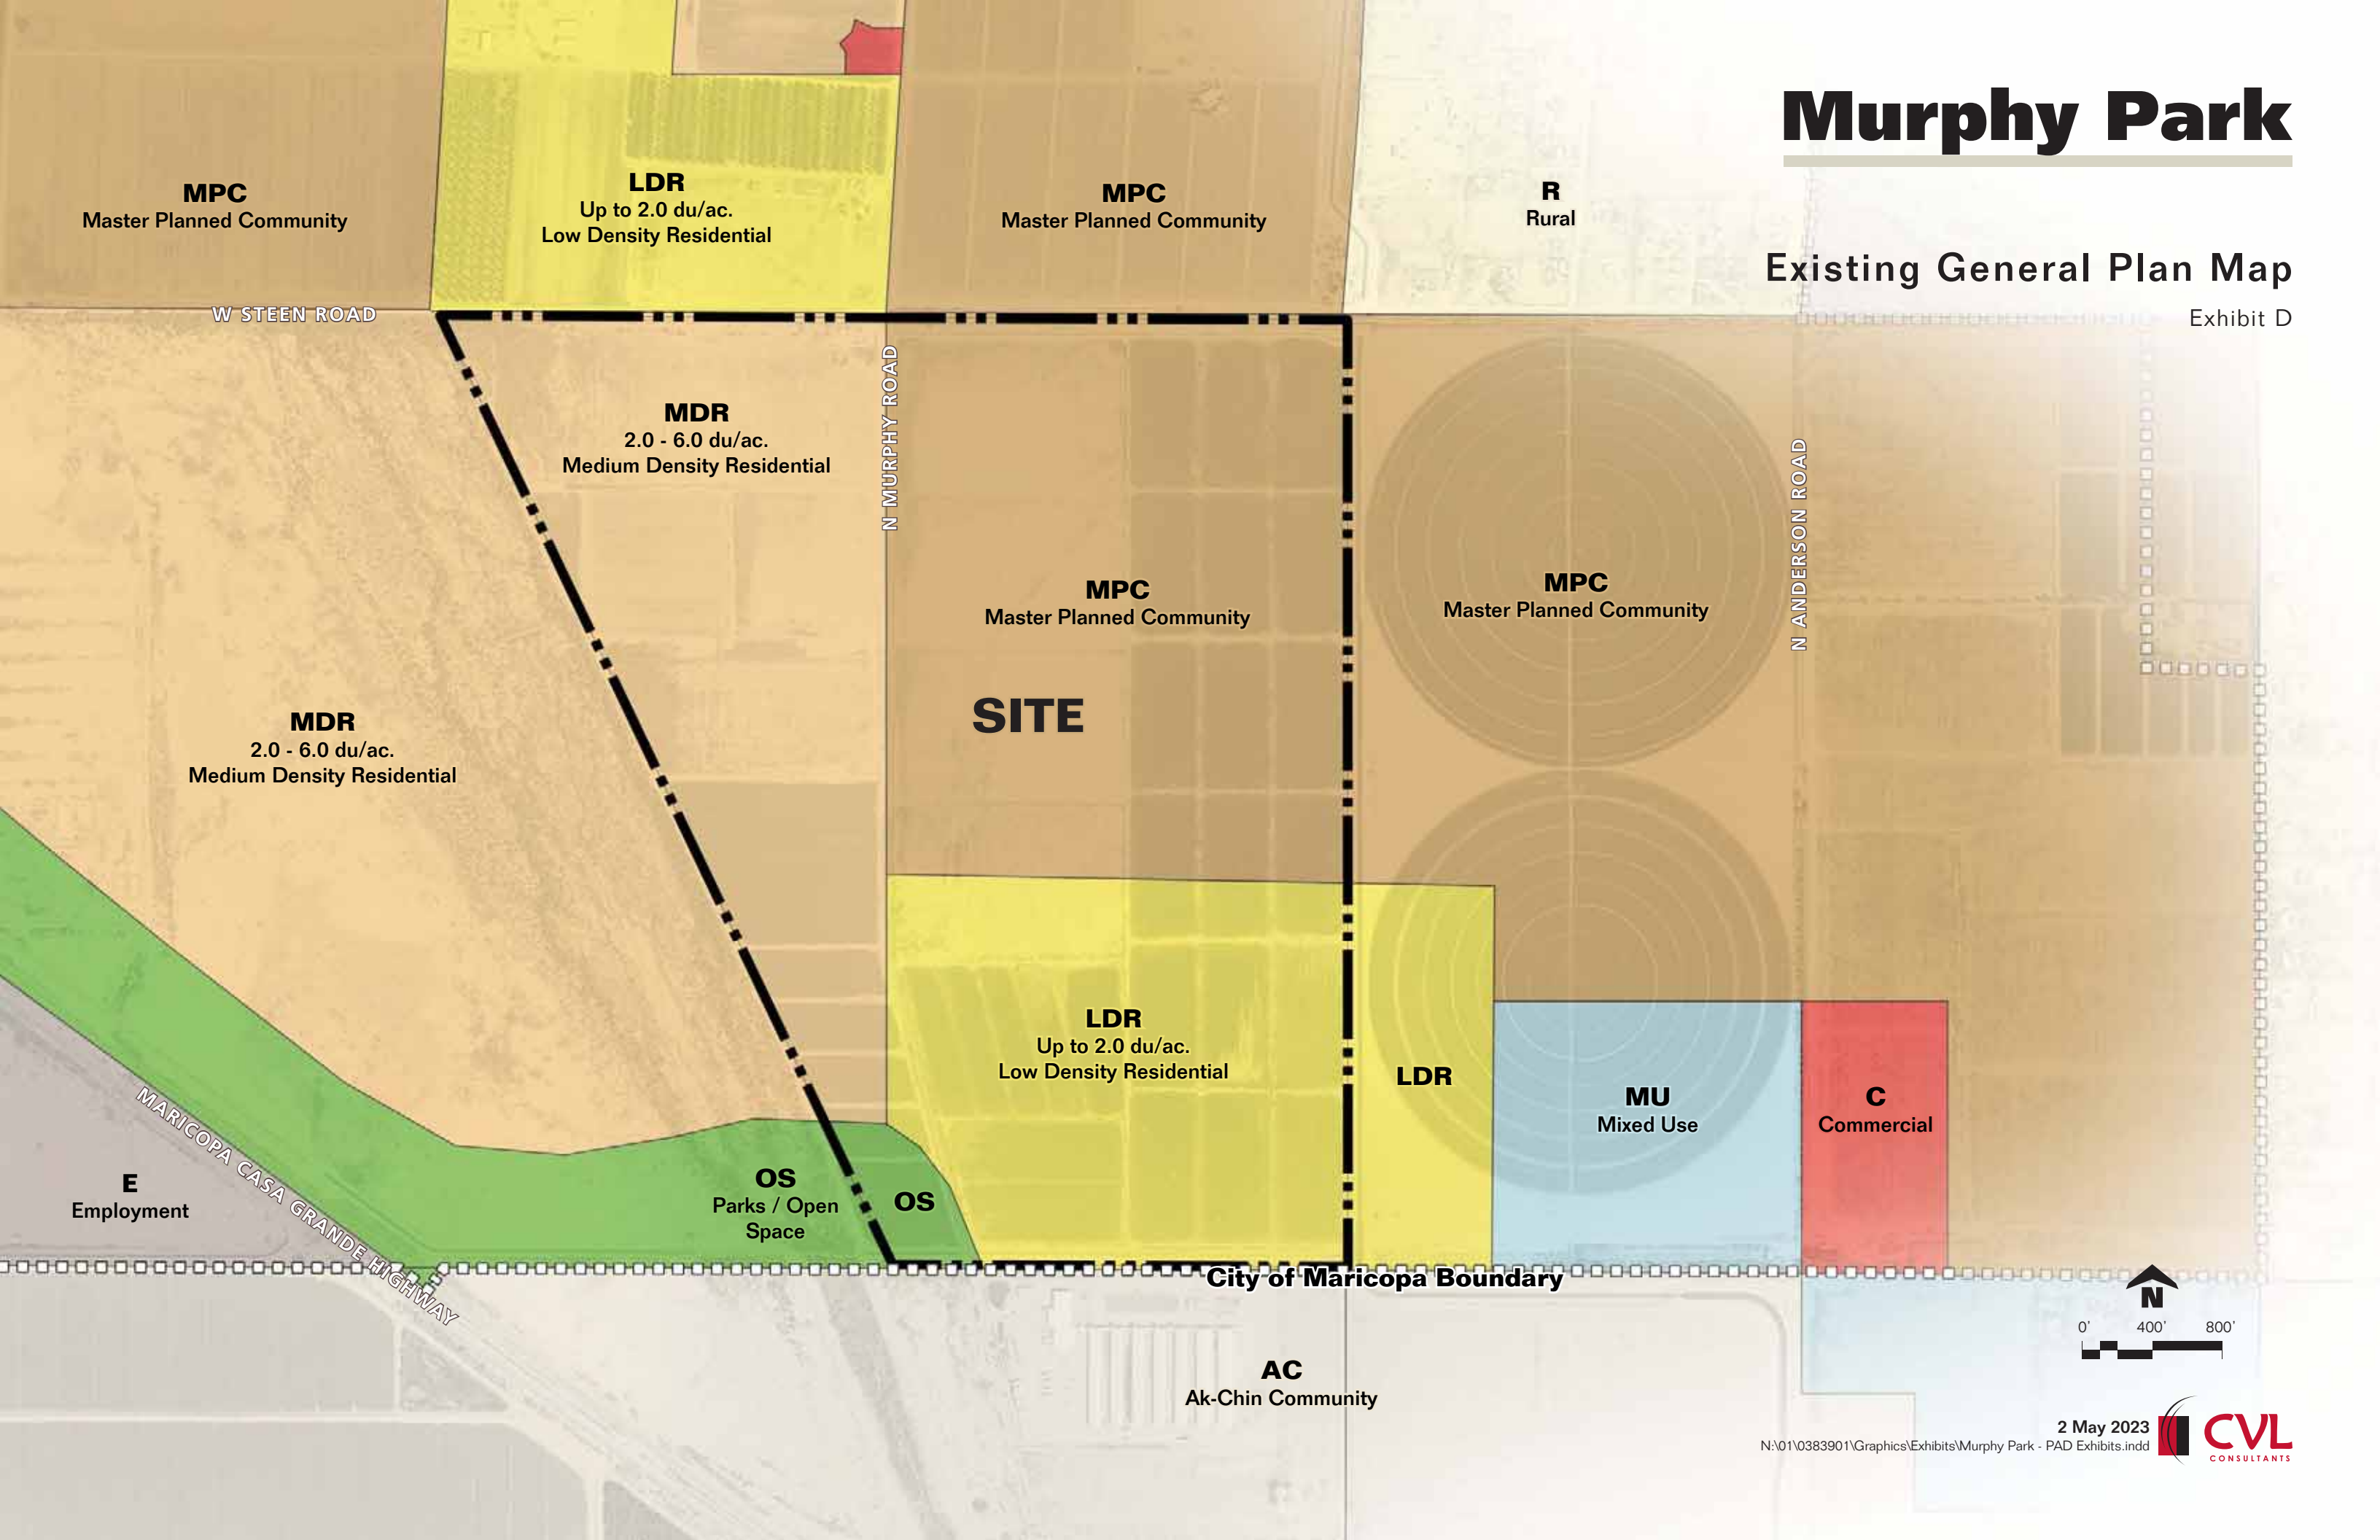 Murphy Park
Existing General Plan Map
Exhibit D
MPC
Master Planned Community
LDR
Up to 2.0 du/ac.
Low Density Residential
MPC
Master Planned Community
R
Rural
W STEEN ROAD
N MURPHY ROAD
N ANDERSON ROAD
MDR
2.0 - 6.0 du/ac.
Medium Density Residential
MPC
Master Planned Community
MPC
Master Planned Community
SITE
MDR
2.0 - 6.0 du/ac.
Medium Density Residential
LDR
Up to 2.0 du/ac.
Low Density Residential
LDR
MU
Mixed Use
C
Commercial
E
Employment
MARICOPA CASA GRANDE HIGHWAY
OS
Parks / Open
Space
OS
City of Maricopa Boundary
AC
Ak-Chin Community
N
0' 400' 800'
2 May 2023
N:\01\0383901\Graphics\Exhibits\Murphy Park - PAD Exhibits.indd
CVL
CONSULTANTS